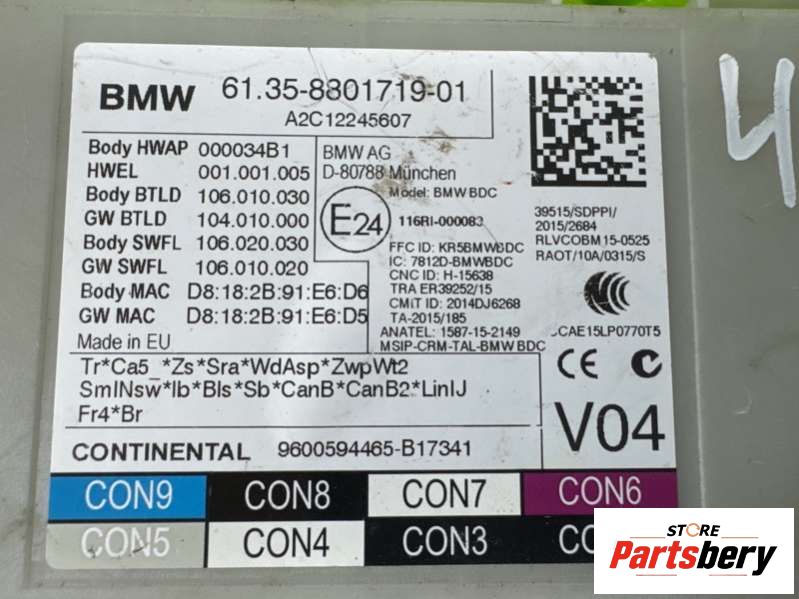 BMW 61.35-8801719-01
A2C12245607
Body HWAP 000034B1
HWEL 001.001.005
Body BTLD 106.010.030
GW BTLD 104.010.000
Body SWFL 106.020.030
GW SWFL 106.010.020
Body MAC D8:18:2B:91:E6:D6
GW MAC D8:18:2B:91:E6:D5
Made in EU
BMW AG
D-80788 München
Model: BMW BDC
E24 116RI-000083
FFC ID: KR5BMWBDC
IC: 7812D-BMWBDC
CNC ID: H-15638
TRA ER39252/15
CMIT ID: 2014DJ6268
TA-2015/185
ANATEL: 1587-15-2149
MSIP-CRM-TAL-BMW BDC
39515/SDPPI/
2015/2684
RLVCOBM15-0525
RAOT/10A/0315/S
CCAE15LP0770T5
CE
Tr*Ca5_*Zs*Sra*WdAsp*ZwpWt2
SmINsw*Ib*Bls*Sb*CanB*CanB2*LinIJ
Fr4*Br
V04
CONTINENTAL 9600594465-B17341
CON9 CON8 CON7 CON6
CON5 CON4 CON3
4
STORE
Partsbery